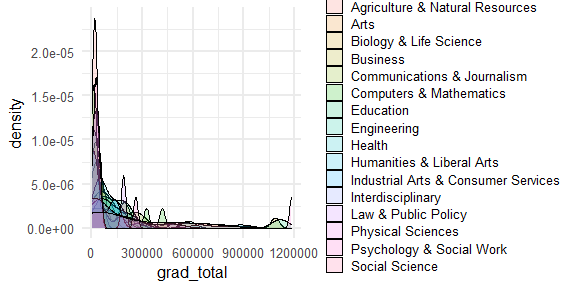 density
2.0e-05
1.5e-05
1.0e-05
5.0e-06
0.0e+00
0 300000 600000 900000 1200000
grad_total
Agriculture & Natural Resources
Arts
Biology & Life Science
Business
Communications & Journalism
Computers & Mathematics
Education
Engineering
Health
Humanities & Liberal Arts
Industrial Arts & Consumer Services
Interdisciplinary
Law & Public Policy
Physical Sciences
Psychology & Social Work
Social Science